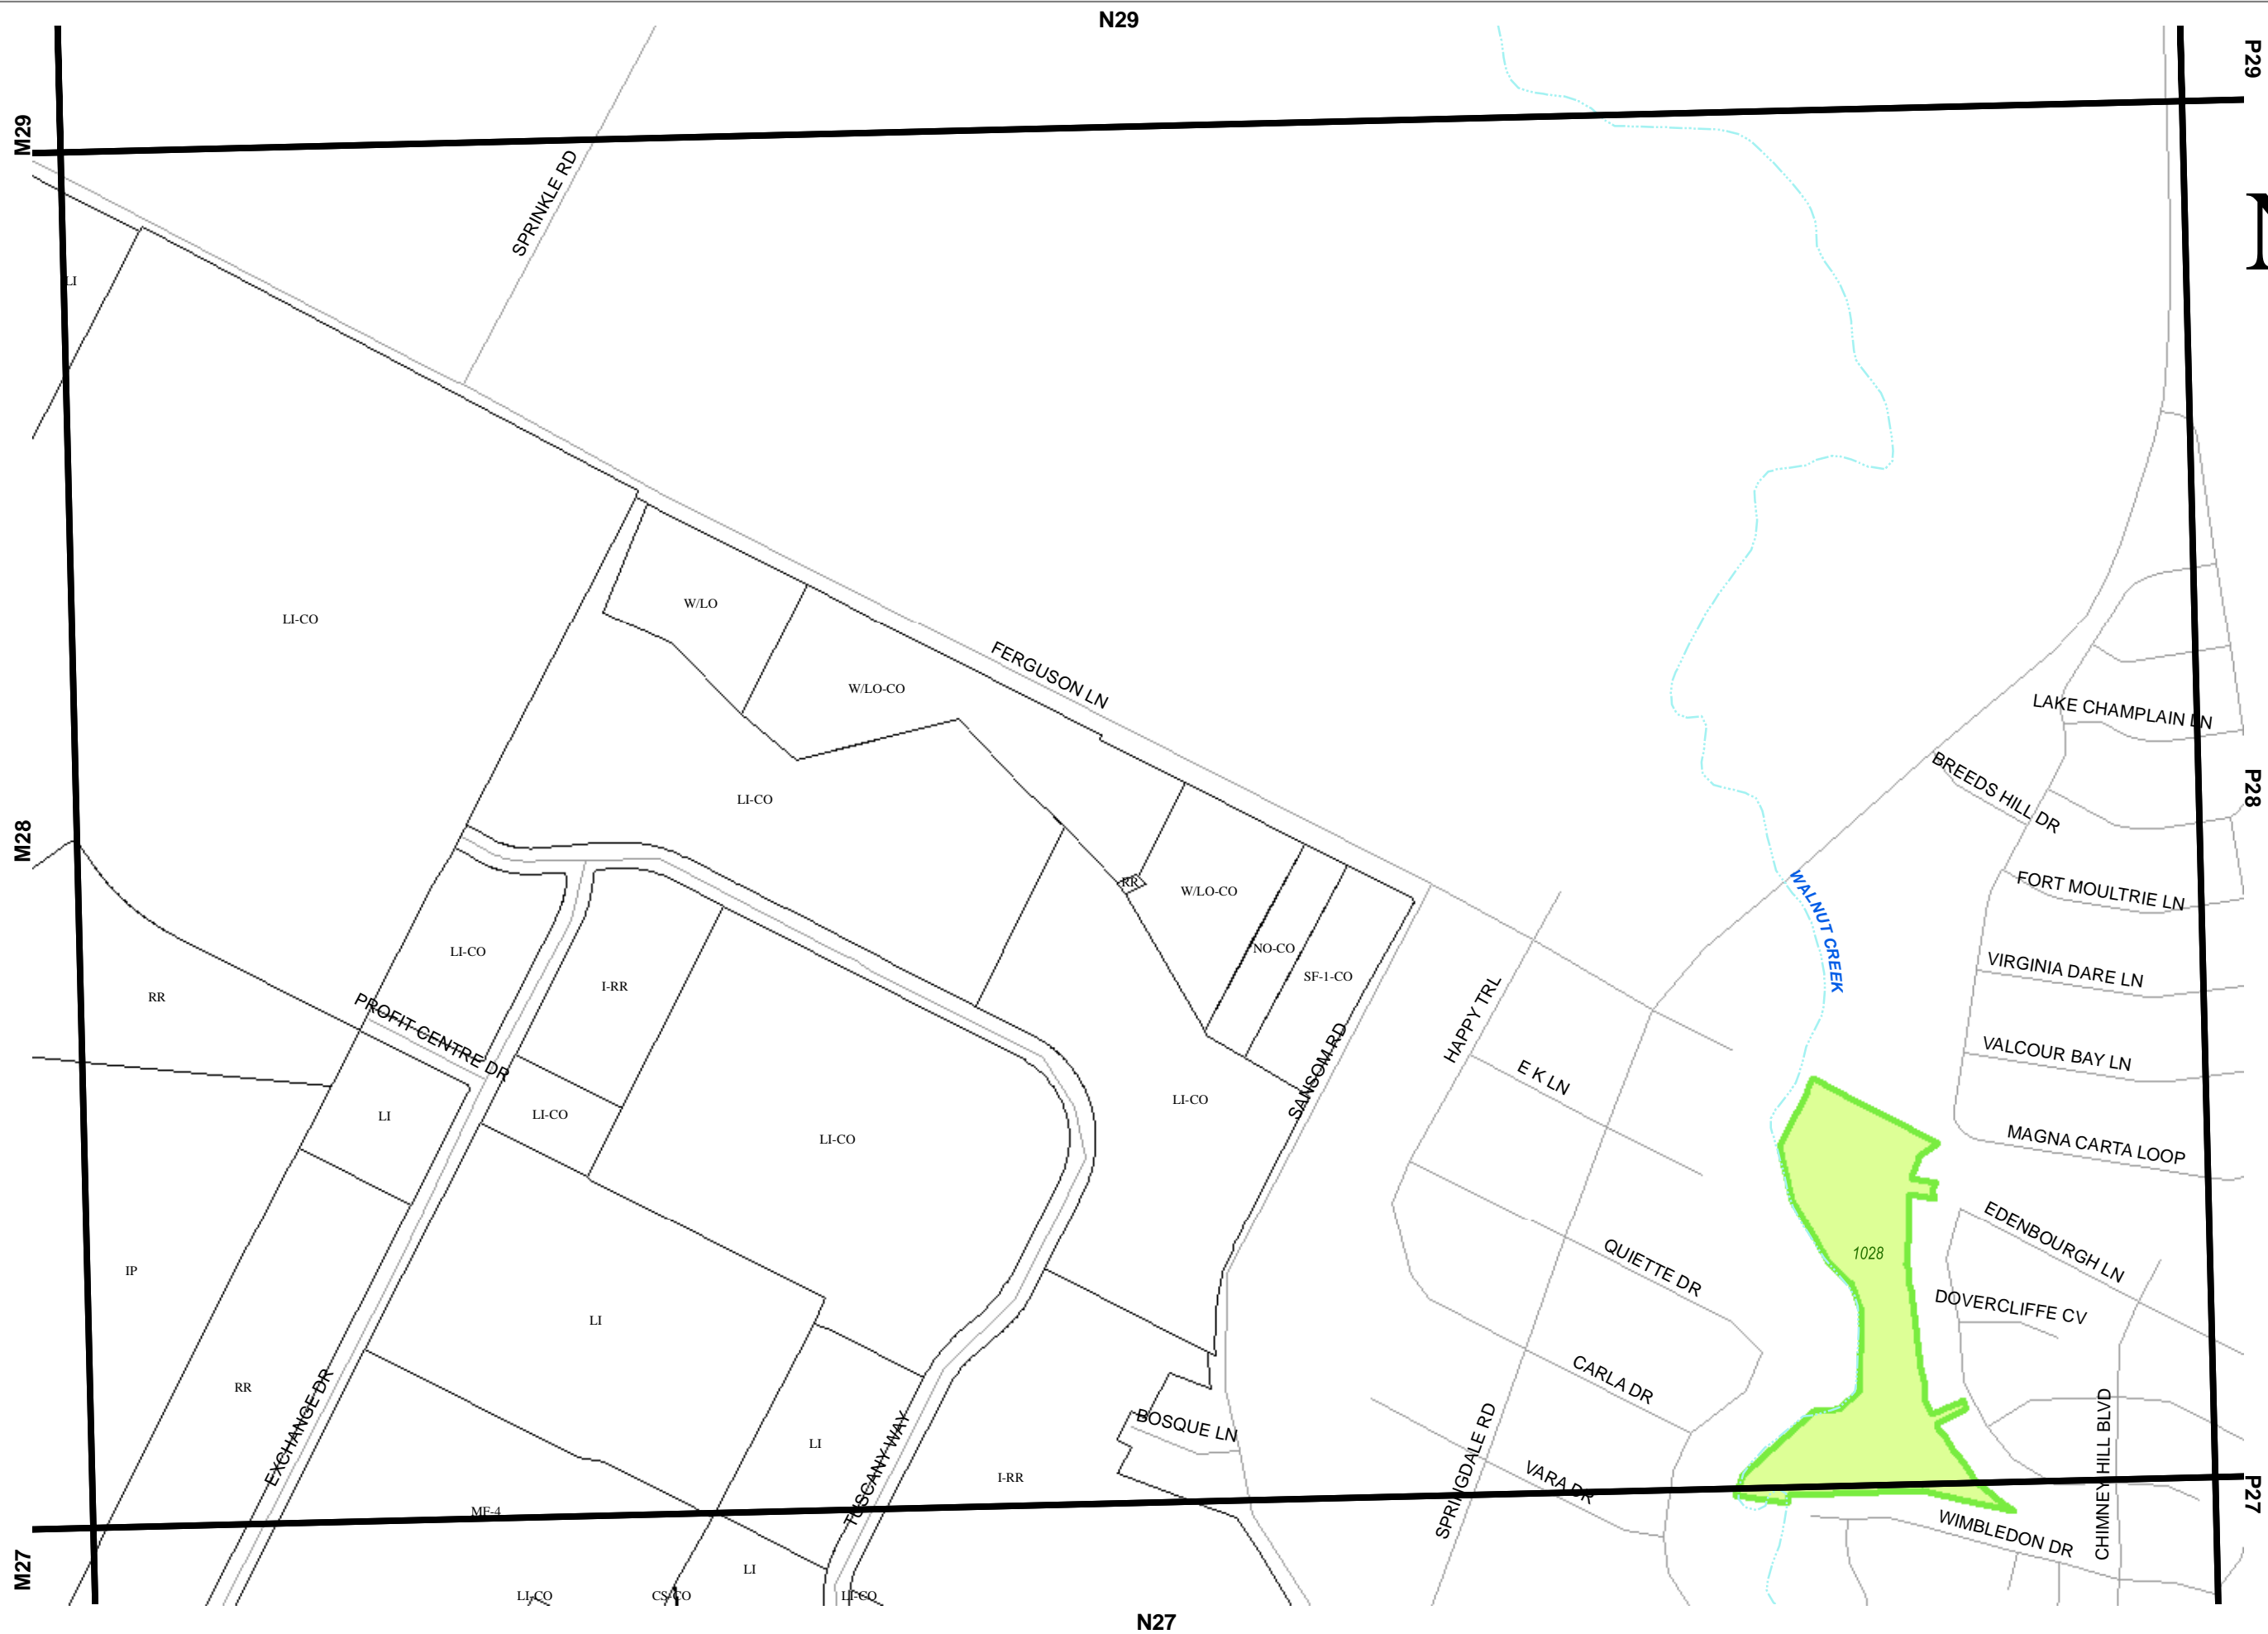 N29
P29
M29
SPRINKLE RD
N
LI
LI-CO
W/LO
FERGUSON LN
W/LO-CO
LAKE CHAMPLAIN LN
BREEDS HILL DR
P28
LI-CO
M28
RR
W/LO-CO
WALNUT CREEK
FORT MOULTRIE LN
LI-CO
NO-CO
SF-1-CO
I-RR
RR
VIRGINIA DARE LN
PROFIT CENTRE DR
HAPPY TRL
E K LN
VALCOUR BAY LN
SANSOM RD
LI
LI-CO
LI-CO
LI-CO
MAGNA CARTA LOOP
IP
QUIETTE DR
1028
EDENBOURGH LN
DOVERCLIFFE CV
LI
RR
CARLA DR
EXCHANGE DR
BOSQUE LN
LI
TUSCANY WAY
I-RR
SPRINGDALE RD
VARA DR
CHIMNEY HILL BLVD
P27
MF-4
WIMBLEDON DR
M27
LI
LI-CO
CS-CO
LI-CO
N27